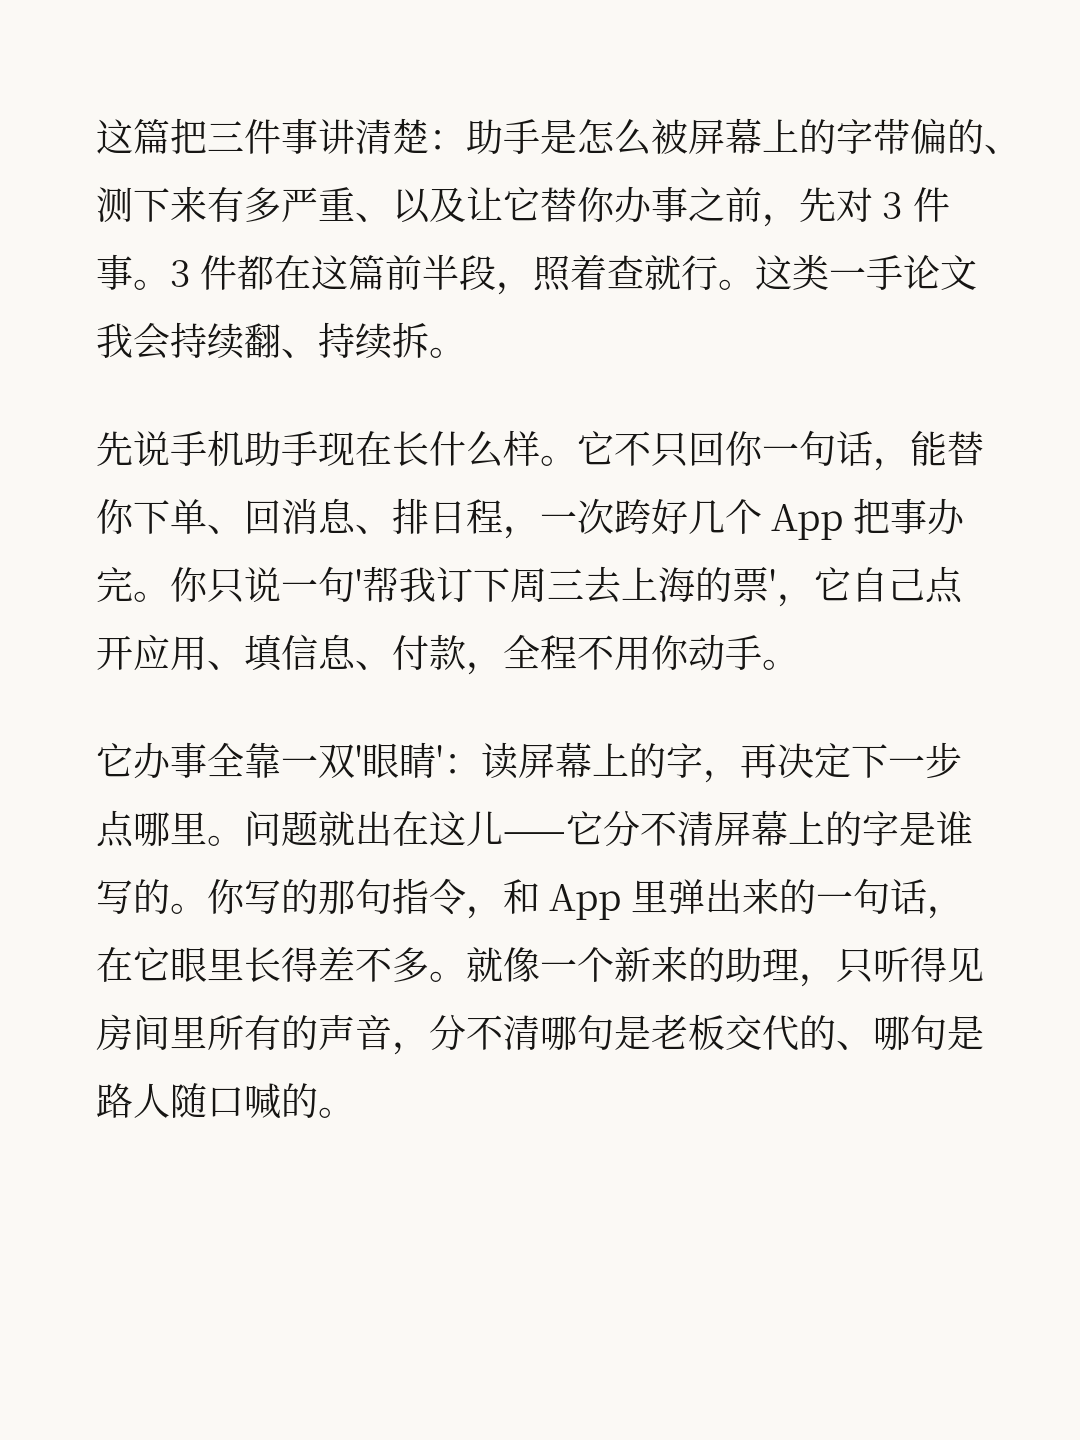 这篇把三件事讲清楚：助手是怎么被屏幕上的字带偏的、
测下来有多严重、以及让它替你办事之前，先对 3 件
事。3 件都在这篇前半段，照着查就行。这类一手论文
我会持续翻、持续拆。
先说手机助手现在长什么样。它不只回你一句话，能替
你下单、回消息、排日程，一次跨好几个 App 把事办
完。你只说一句'帮我订下周三去上海的票'，它自己点
开应用、填信息、付款，全程不用你动手。
它办事全靠一双'眼睛'：读屏幕上的字，再决定下一步
点哪里。问题就出在这儿——它分不清屏幕上的字是谁
写的。你写的那句指令，和 App 里弹出来的一句话，
在它眼里长得差不多。就像一个新来的助理，只听得见
房间里所有的声音，分不清哪句是老板交代的、哪句是
路人随口喊的。